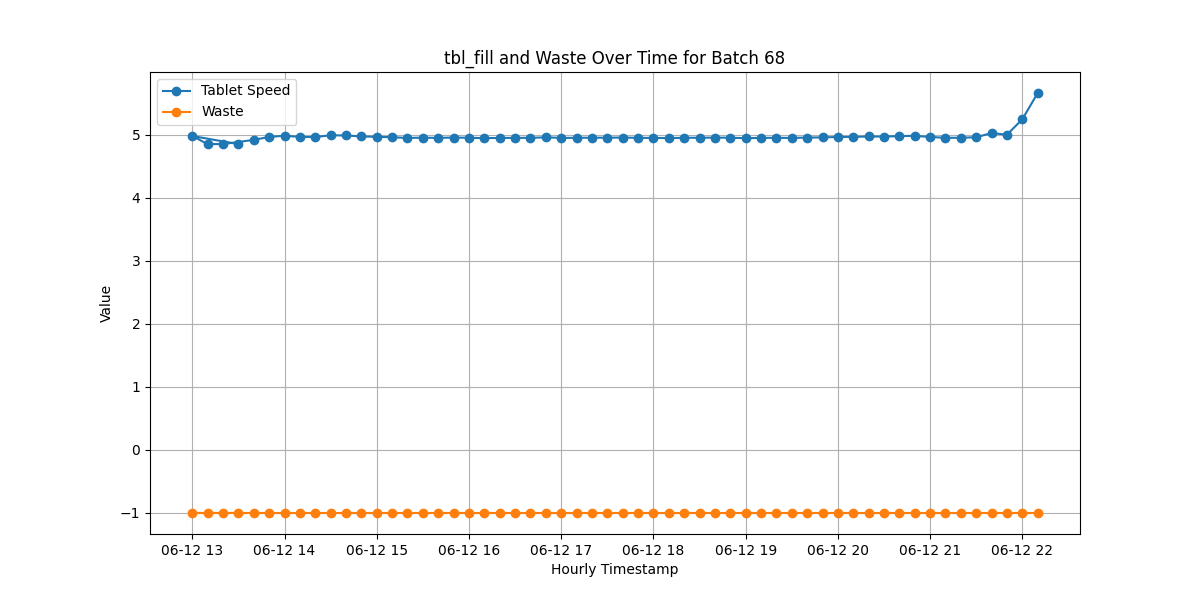 tbl_fill and Waste Over Time for Batch 68
Tablet Speed
Waste
Value
5
4
3
2
1
0
−1
06-12 13 06-12 14 06-12 15 06-12 16 06-12 17 06-12 18 06-12 19 06-12 20 06-12 21 06-12 22
Hourly Timestamp